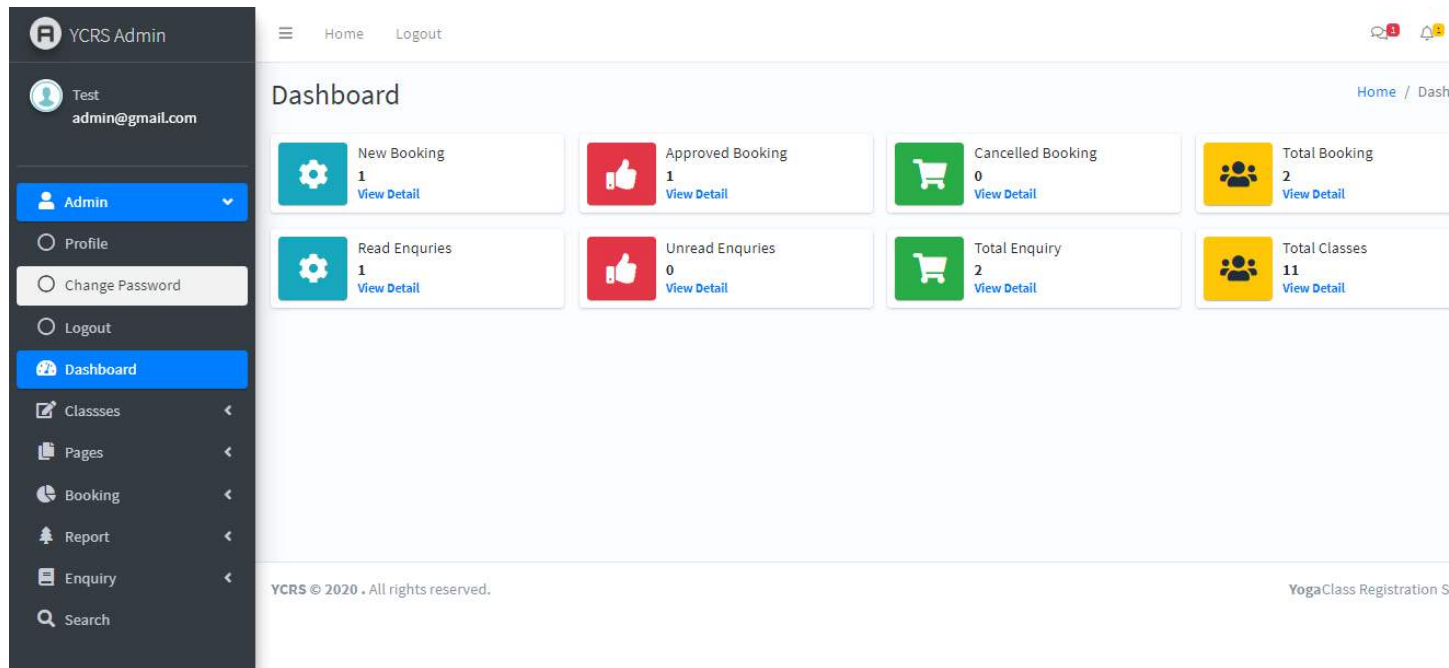 YCRS Admin
Home Logout
1 1
Test
admin@gmail.com
Dashboard
Home / Dash
New Booking
1
View Detail
Approved Booking
1
View Detail
Cancelled Booking
0
View Detail
Total Booking
2
View Detail
Admin
Profile
Change Password
Logout
Dashboard
Classses
Pages
Booking
Report
Enquiry
Search
Read Enquries
1
View Detail
Unread Enquries
0
View Detail
Total Enquiry
2
View Detail
Total Classes
11
View Detail
YCRS © 2020 . All rights reserved.
YogaClass Registration S